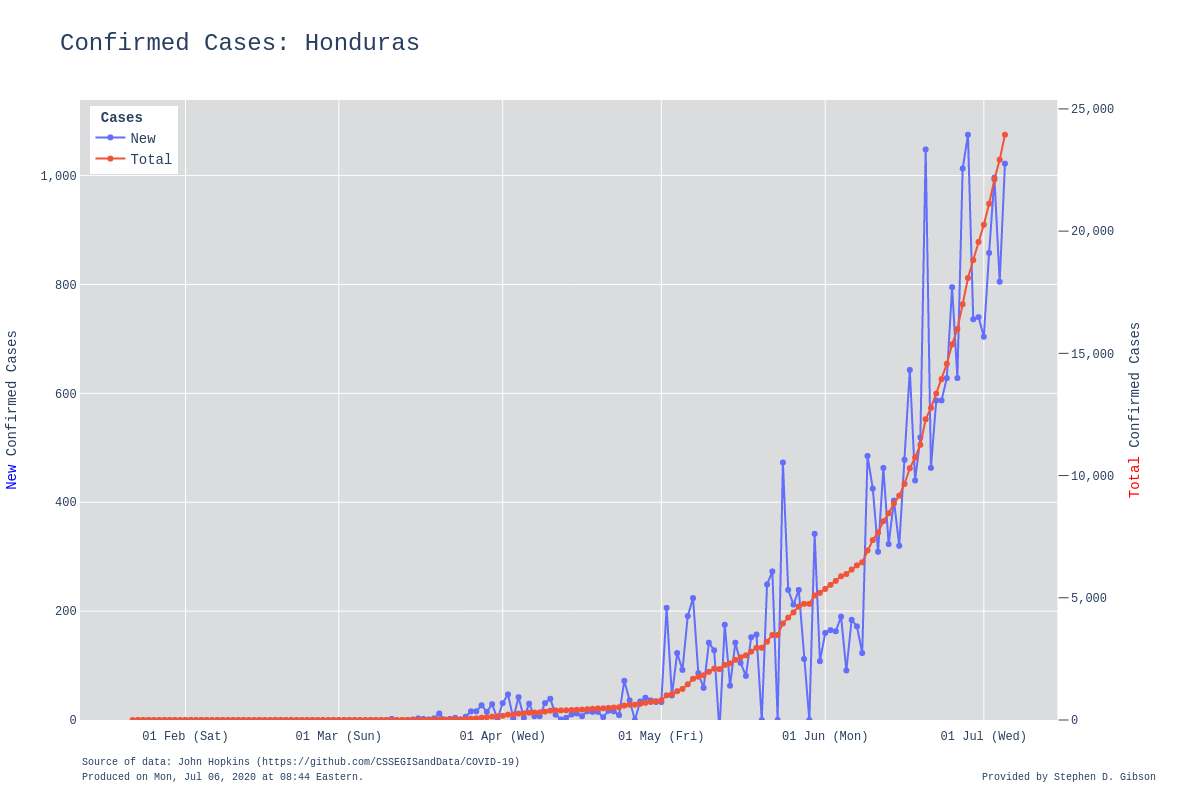 Confirmed Cases: Honduras
Cases
New
Total
1,000
800
600
400
200
0
25,000
20,000
15,000
10,000
5,000
0
New Confirmed Cases
Total Confirmed Cases
01 Feb (Sat)
01 Mar (Sun)
01 Apr (Wed)
01 May (Fri)
01 Jun (Mon)
01 Jul (Wed)
Source of data: John Hopkins (https://github.com/CSSEGISandData/COVID-19)
Produced on Mon, Jul 06, 2020 at 08:44 Eastern.
Provided by Stephen D. Gibson